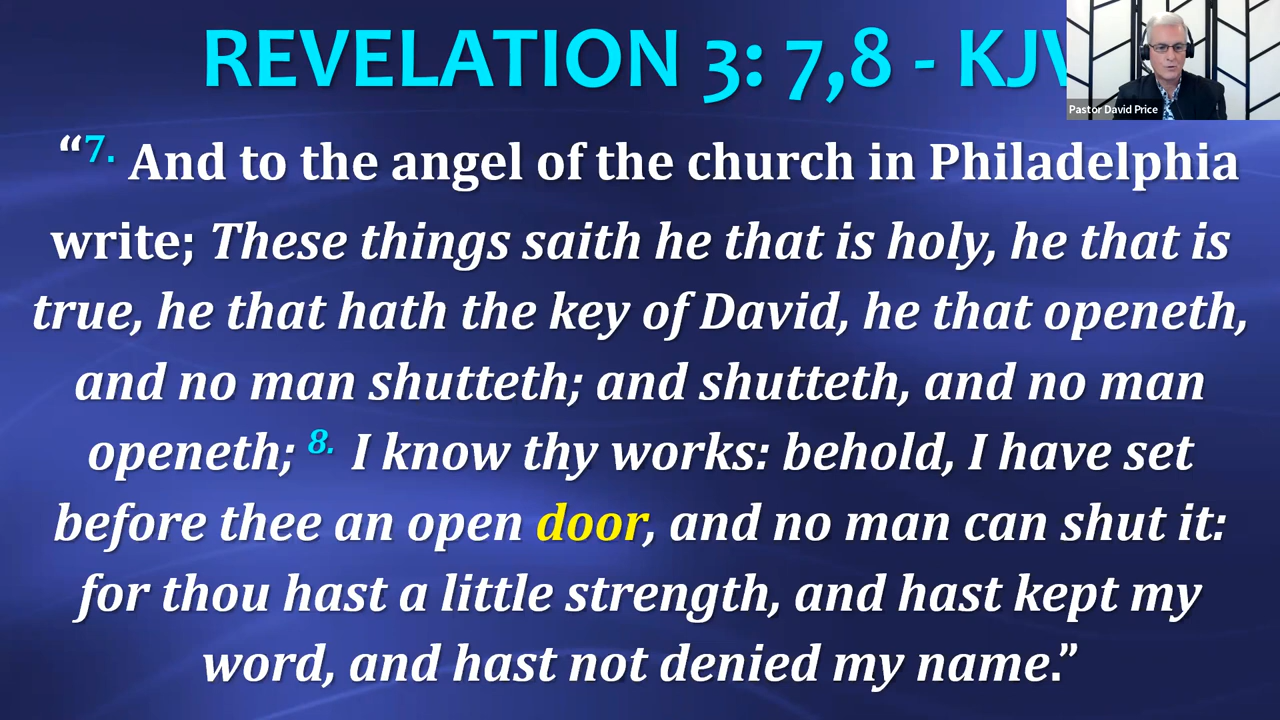 REVELATION 3: 7,8 - KJV
Pastor David Price
“7. And to the angel of the church in Philadelphia
write; These things saith he that is holy, he that is
true, he that hath the key of David, he that openeth,
and no man shutteth; and shutteth, and no man
openeth; 8. I know thy works: behold, I have set
before thee an open door, and no man can shut it:
for thou hast a little strength, and hast kept my
word, and hast not denied my name.”